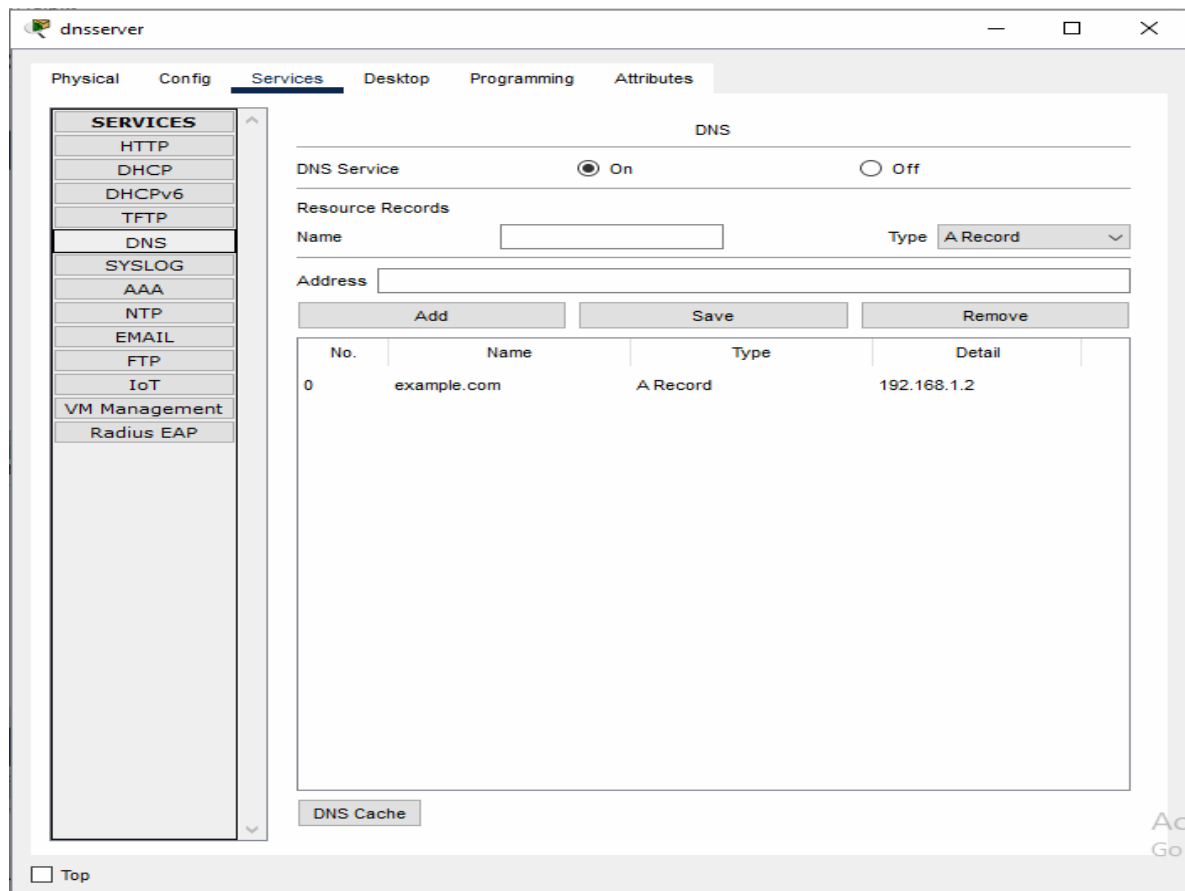 dnsserver
Physical Config Services Desktop Programming Attributes
SERVICES
HTTP
DHCP
DHCPv6
TFTP
DNS
SYSLOG
AAA
NTP
EMAIL
FTP
IoT
VM Management
Radius EAP
DNS
DNS Service On Off
Resource Records
Name Type A Record
Address
Add Save Remove
No. Name Type Detail
0 example.com A Record 192.168.1.2
DNS Cache
Go
Top